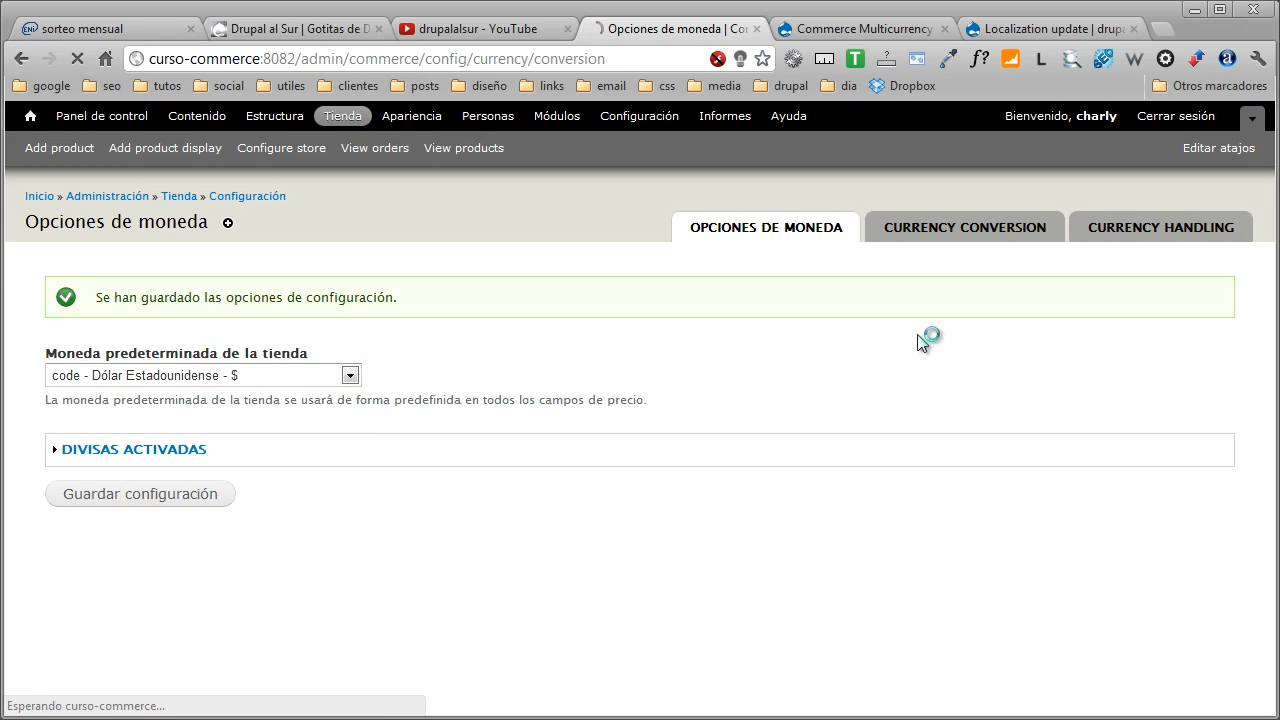 sorteo mensual
Drupal al Sur | Gotitas de D
drupalalsur - YouTube
Opciones de moneda | Co
Commerce Multicurrency
Localization update | drupa
curso-commerce:8082/admin/commerce/config/currency/conversion
google seo tutos social utiles clientes posts diseño links email css media drupal dia Dropbox Otros marcadores
Panel de control Contenido Estructura Tienda Apariencia Personas Módulos Configuración Informes Ayuda Bienvenido, charly Cerrar sesión
Add product Add product display Configure store View orders View products Editar atajos
Inicio » Administración » Tienda » Configuración
Opciones de moneda
OPCIONES DE MONEDA CURRENCY CONVERSION CURRENCY HANDLING
Se han guardado las opciones de configuración.
Moneda predeterminada de la tienda
code - Dólar Estadounidense - $
La moneda predeterminada de la tienda se usará de forma predefinida en todos los campos de precio.
DIVISAS ACTIVADAS
Guardar configuración
Esperando curso-commerce...